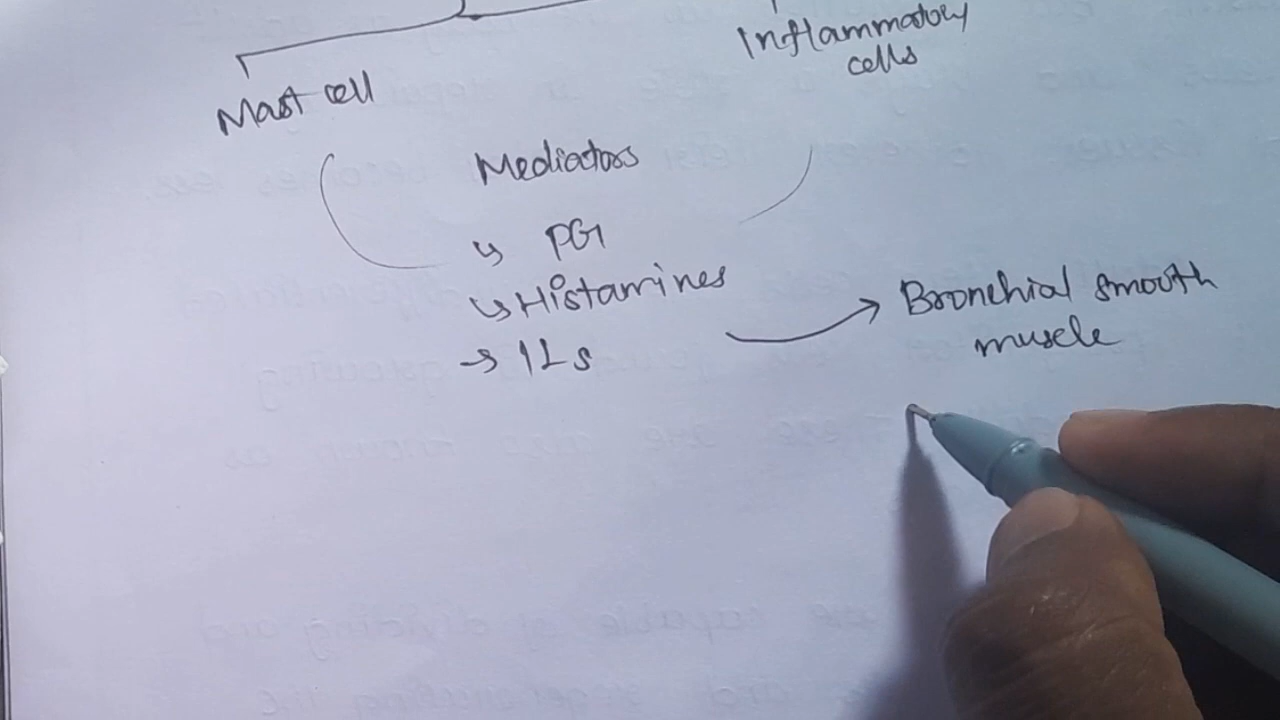 Inflammatory
cells
Mast cell
Mediators
↳ PG
↳ Histamines
→ ILs
Bronchial smooth
muscle